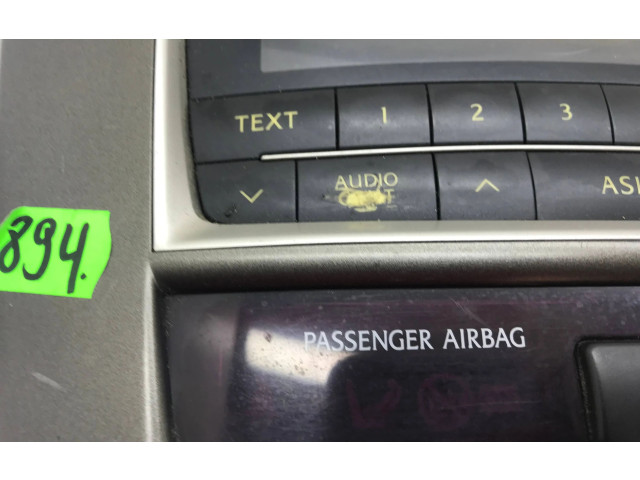 TEXT 1 2 3
AUDIO
894.
PASSENGER AIRBAG